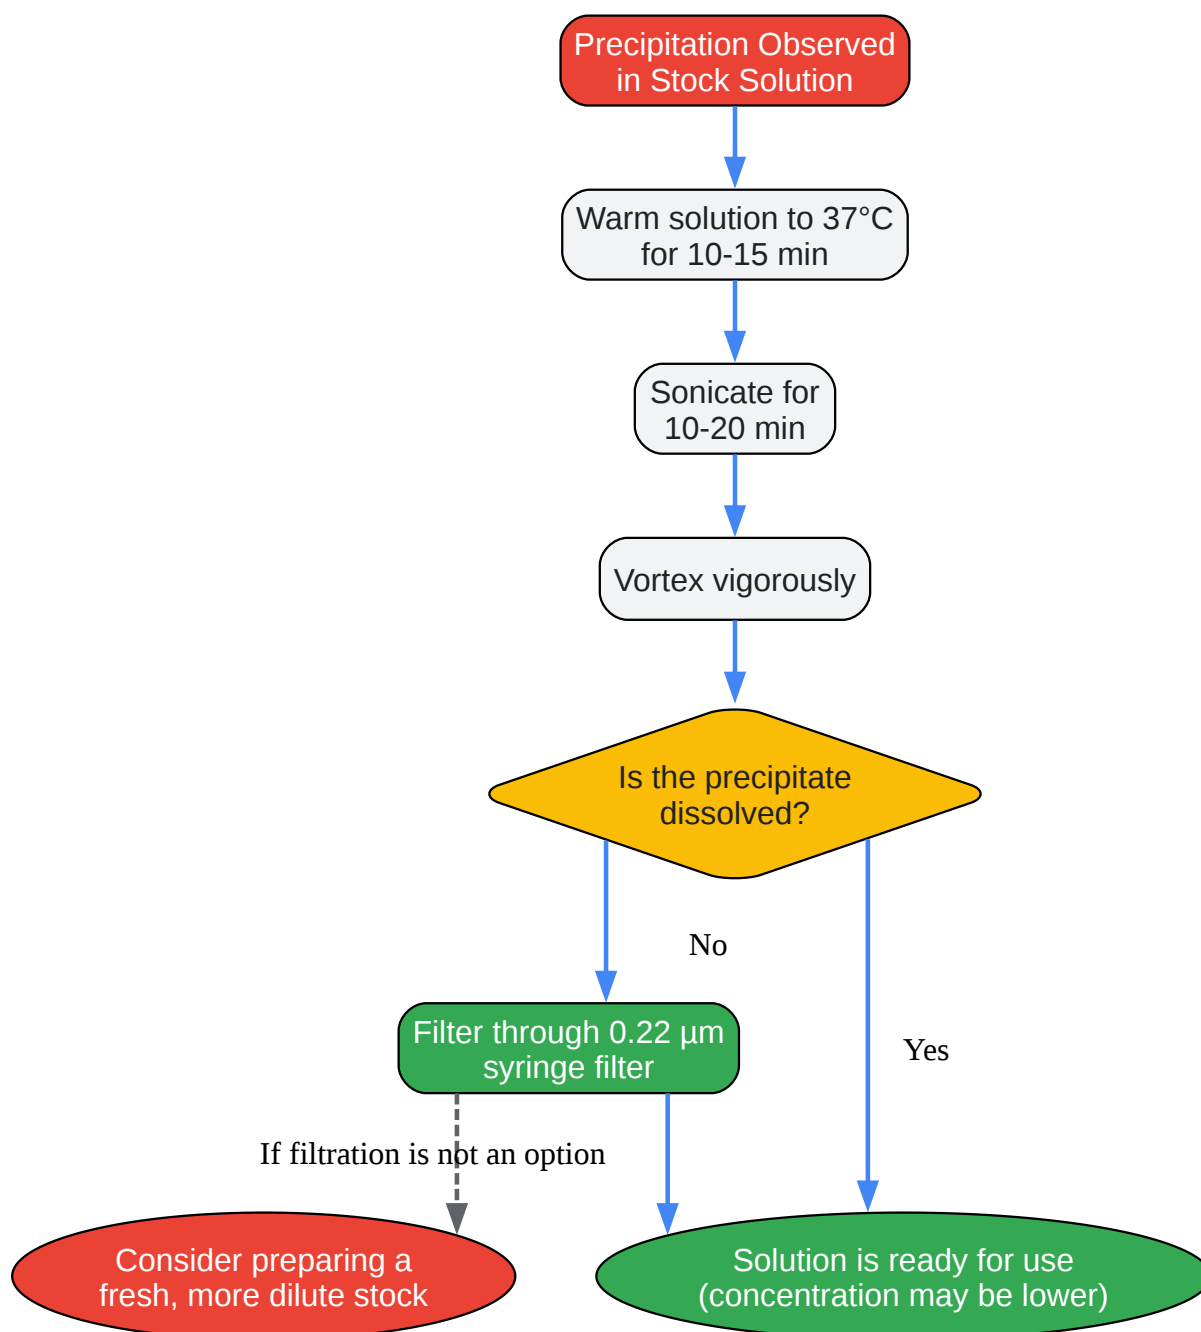 Precipitation Observed
in Stock Solution
Warm solution to 37°C
for 10-15 min
Sonicate for
10-20 min
Vortex vigorously
Is the precipitate
dissolved?
No
Filter through 0.22 µm
syringe filter
Yes
If filtration is not an option
Consider preparing a
fresh, more dilute stock
Solution is ready for use
(concentration may be lower)